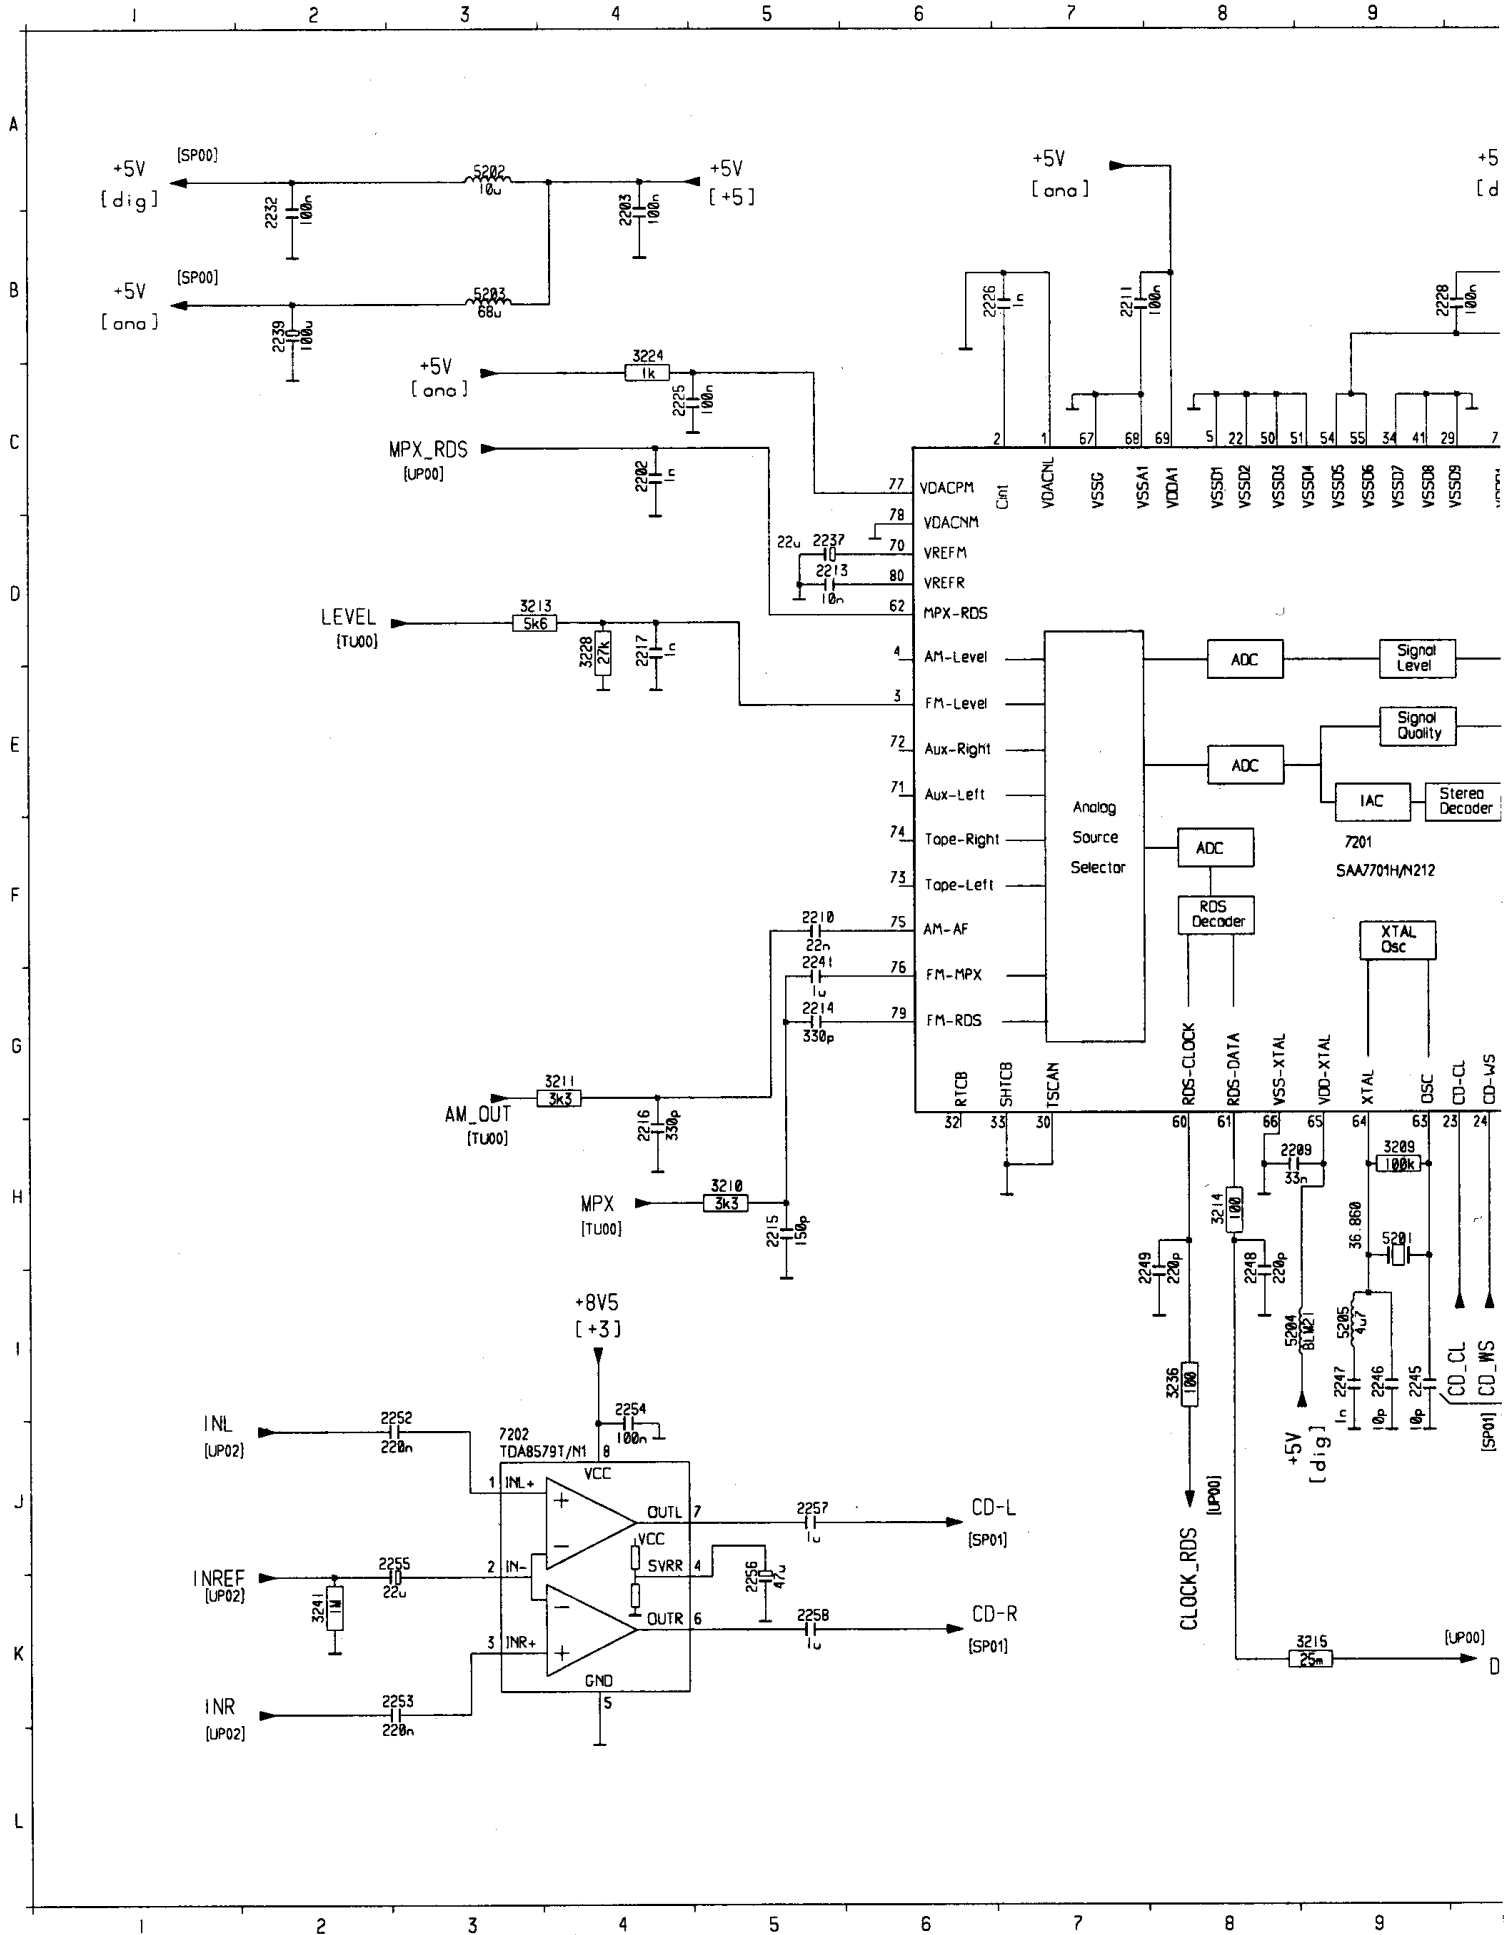 1 2 3 4 5 6 7 8 9
A
+5V
[dig]
[SP00]
5202
10u
+5V
[+5]
+5V
[ana]
+5
[d
2232
100n
2203
100n
B
+5V
[ana]
[SP00]
5203
68u
2239
100u
2226
1n
2211
100n
2228
100n
+5V
[ana]
3224
1k
2225
100n
C
MPX_RDS
[UP00]
2202
1n
2 1 67 68 69 5 22 50 51 54 55 34 41 29 7
Cint
VDACNL
VSSG
VSSA1
VDDA1
VSSD1
VSSD2
VSSD3
VSSD4
VSSD5
VSSD6
VSSD7
VSSD8
VSSD9
77 VDACPM
78 VDACNM
22u 2237
70 VREFM
D
2213
10n
80 VREFR
62 MPX-RDS
LEVEL
[TU00]
3213
5k6
3228
27k
2217
1n
4 AM-Level
ADC
Signal
Level
3 FM-Level
E
72 Aux-Right
ADC
Signal
Quality
71 Aux-Left
IAC
Stereo
Decoder
Analog
Source
Selector
74 Tape-Right
ADC
7201
SAA7701H/N212
73 Tape-Left
F
RDS
Decoder
2210
22n
75 AM-AF
XTAL
Osc
2241
1u
76 FM-MPX
2214
330p
79 FM-RDS
G
RTCB
SHTCB
TSCAN
RDS-CLOCK
RDS-DATA
VSS-XTAL
VDD-XTAL
XTAL
OSC
CD-CL
CD-WS
32 33 30 60 61 66 65 64 63 23 24
AM_OUT
[TU00]
3211
3k3
2216
330p
H
MPX
[TU00]
3210
3k3
2215
150p
2209
33n
3209
100k
3214
100
36.860
5201
2249
220p
2248
220p
I
+8V5
[+3]
5204
BLM21
5205
4u7
3236
100
2247
1n
2246
10p
2245
10p
CD_CL
CD_WS
[SP01]
+5V
[dig]
INL
[UP02]
2252
220n
2254
100n
7202
TDA8579T/N1 8
VCC
J
1 INL+
+
−
OUTL 7
2257
1u
CD-L
[SP01]
VCC
[UP00]
CLOCK_RDS
INREF
[UP02]
2255
22u
2 IN-
SVRR 4
2256
47u
3241
1M
−
+
OUTR 6
2258
1u
CD-R
[SP01]
K
3 INR+
GND
5
3215
25m
[UP00]
D
INR
[UP02]
2253
220n
L
1 2 3 4 5 6 7 8 9